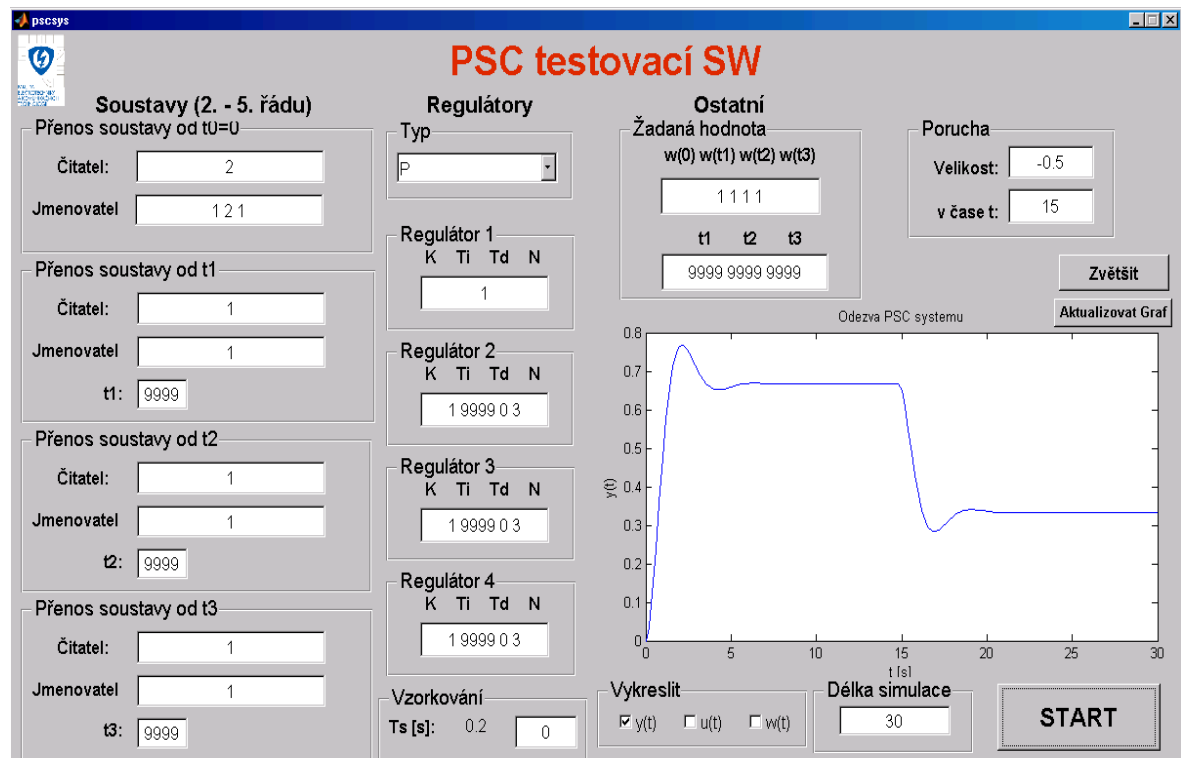 pscsys
PSC testovací SW
Soustavy (2. - 5. řádu)
Přenos soustavy od t0=0
Čitatel: 2
Jmenovatel 1 2 1
Přenos soustavy od t1
Čitatel: 1
Jmenovatel 1
t1: 9999
Přenos soustavy od t2
Čitatel: 1
Jmenovatel 1
t2: 9999
Přenos soustavy od t3
Čitatel: 1
Jmenovatel 1
t3: 9999
Regulátory
Typ
P
Regulátor 1
K Ti Td N
1
Regulátor 2
K Ti Td N
1 9999 0 3
Regulátor 3
K Ti Td N
1 9999 0 3
Regulátor 4
K Ti Td N
1 9999 0 3
Vzorkování
Ts [s]: 0.2 0
Ostatní
Žadaná hodnota
w(0) w(t1) w(t2) w(t3)
1 1 1 1
t1 t2 t3
9999 9999 9999
Porucha
Velikost: -0.5
v čase t: 15
Zvětšit
Aktualizovat Graf
Odezva PSC systemu
0.8
0.7
0.6
0.5
0.4
0.3
0.2
0.1
0
y(t)
0 5 10 15 20 25 30
t [s]
Vykreslit
y(t) u(t) w(t)
Délka simulace
30
START